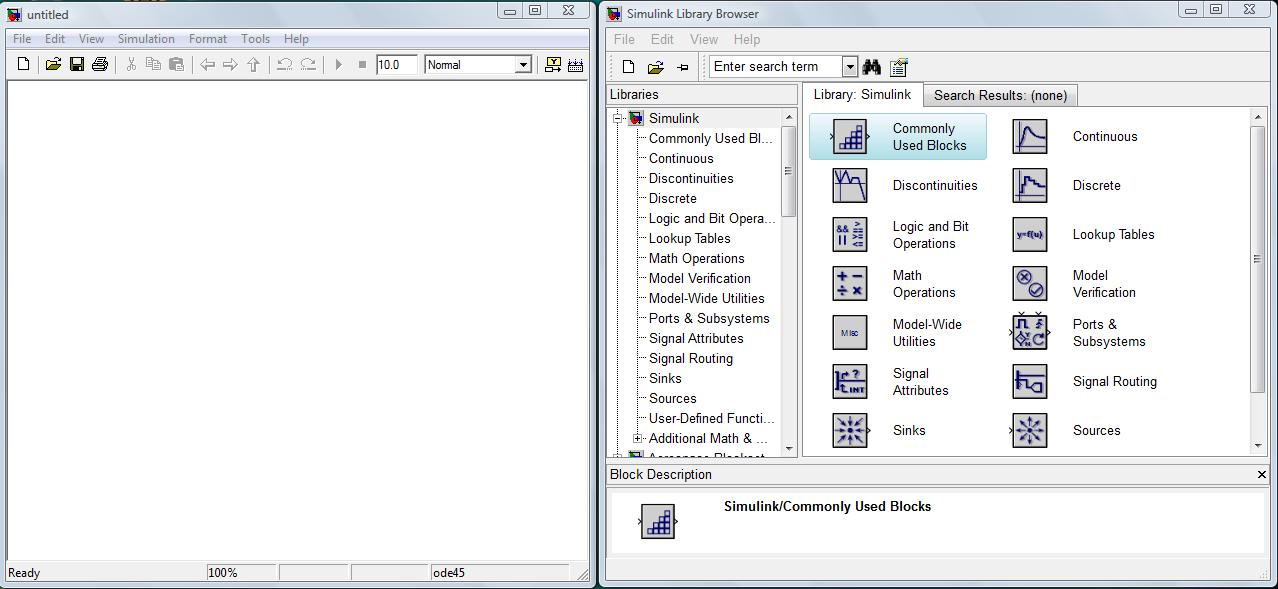 untitled
File Edit View Simulation Format Tools Help
10.0 Normal
Ready 100% ode45
Simulink Library Browser
File Edit View Help
Enter search term
Libraries
Simulink
Commonly Used Bl...
Continuous
Discontinuities
Discrete
Logic and Bit Opera...
Lookup Tables
Math Operations
Model Verification
Model-Wide Utilities
Ports & Subsystems
Signal Attributes
Signal Routing
Sinks
Sources
User-Defined Functi...
Additional Math & ...
Aerospace Blockset
Library: Simulink Search Results: (none)
Commonly
Used Blocks
Continuous
Discontinuities
Discrete
&& > || >= <=
Logic and Bit
Operations
y=f(u)
Lookup Tables
+ − ÷ ×
Math
Operations
Model
Verification
Misc
Model-Wide
Utilities
Ports &
Subsystems
? INT
Signal
Attributes
Signal Routing
Sinks
Sources
Block Description
Simulink/Commonly Used Blocks